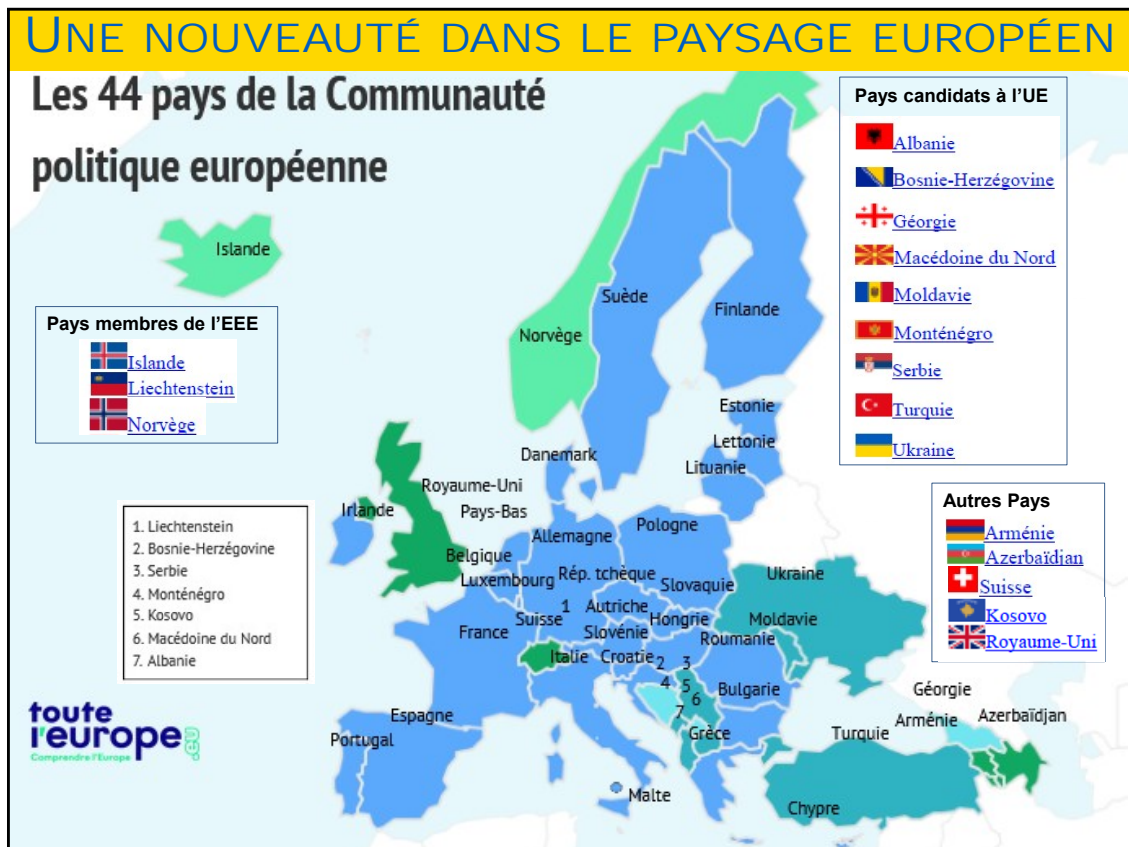 UNE NOUVEAUTÉ DANS LE PAYSAGE EUROPÉEN
Les 44 pays de la Communauté
politique européenne
Pays candidats à l'UE
Albanie
Bosnie-Herzégovine
Géorgie
Macédoine du Nord
Moldavie
Monténégro
Serbie
Turquie
Ukraine
Pays membres de l'EEE
Islande
Liechtenstein
Norvège
Autres Pays
Arménie
Azerbaïdjan
Suisse
Kosovo
Royaume-Uni
1. Liechtenstein
2. Bosnie-Herzégovine
3. Serbie
4. Monténégro
5. Kosovo
6. Macédoine du Nord
7. Albanie
Islande
Suède
Finlande
Norvège
Estonie
Lettonie
Lituanie
Danemark
Royaume-Uni
Irlande
Pays-Bas
Pologne
Allemagne
Belgique
Luxembourg
Rép. tchèque
Slovaquie
Ukraine
1
Autriche
Suisse
Hongrie
Moldavie
France
Slovénie
Roumanie
Italie
Croatie
2
3
4
5
6
7
Bulgarie
Géorgie
Espagne
Arménie
Azerbaïdjan
Portugal
Grèce
Turquie
Malte
Chypre
toute
l'europe.eu
Comprendre l'Europe